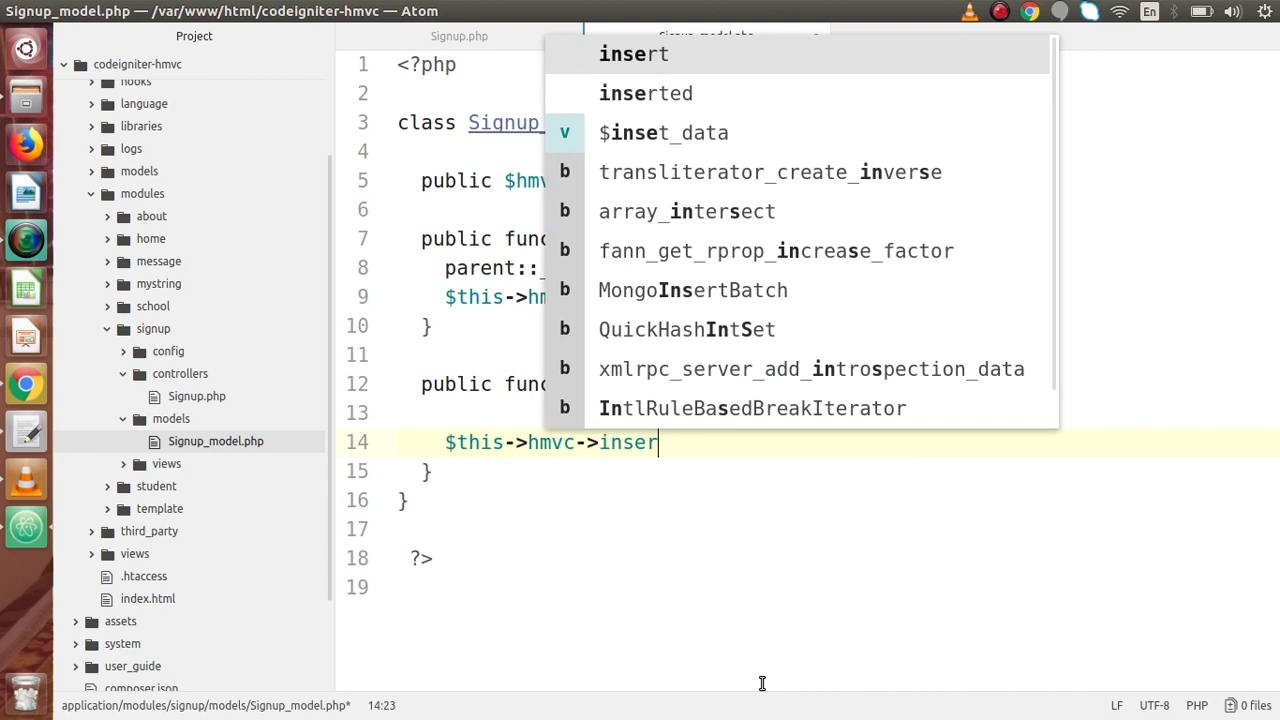 Signup_model.php — /var/www/html/codeigniter-hmvc — Atom
En
Project
codeigniter-hmvc
hooks
language
libraries
logs
models
modules
about
home
message
mystring
school
signup
config
controllers
Signup.php
models
Signup_model.php
views
student
template
third_party
views
.htaccess
index.html
assets
system
user_guide
composer.json
Signup.php
Signup_model.php
1 <?php
2
3 class Signup_
4
5 public $hmv
6
7 public func
8 parent::_
9 $this->hm
10 }
11
12 public func
13
14 $this->hmvc->inser
15 }
16 }
17
18 ?>
19
insert
inserted
v $inset_data
b transliterator_create_inverse
b array_intersect
b fann_get_rprop_increase_factor
b MongoInsertBatch
b QuickHashIntSet
b xmlrpc_server_add_introspection_data
b IntlRuleBasedBreakIterator
application/modules/signup/models/Signup_model.php* 14:23
LF UTF-8 PHP 0 files